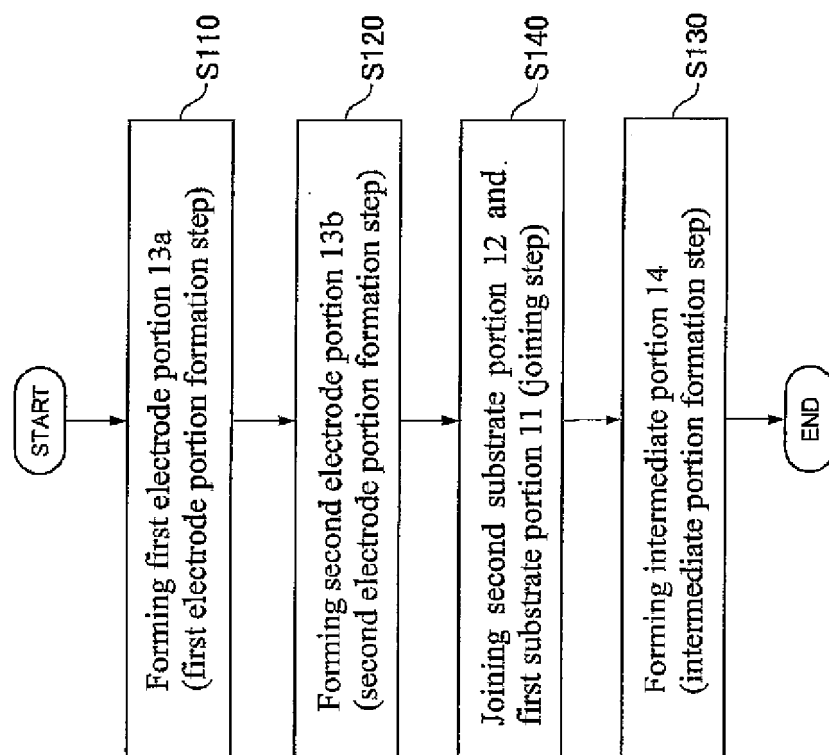 START
Forming first electrode portion 13a
(first electrode portion formation step)
S110
Forming second electrode portion 13b
(second electrode portion formation step)
S120
Joining second substrate portion 12 and
first substrate portion 11 (joining step)
S140
Forming intermediate portion 14
(intermediate portion formation step)
S130
END